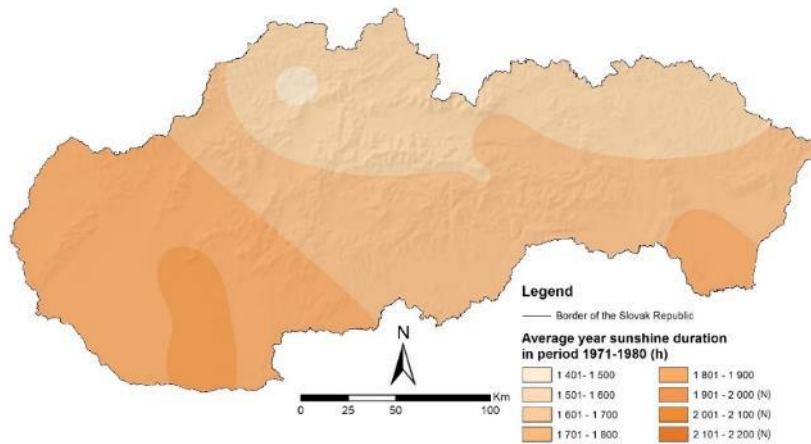 N
Km
0 25 50 100
Legend
Border of the Slovak Republic
Average year sunshine duration
in period 1971-1980 (h)
1 401- 1 500
1 501- 1 600
1 601 - 1 700
1 701 - 1 800
1 801 - 1 900
1 901 - 2 000 (N)
2 001 - 2 100 (N)
2 101 - 2 200 (N)